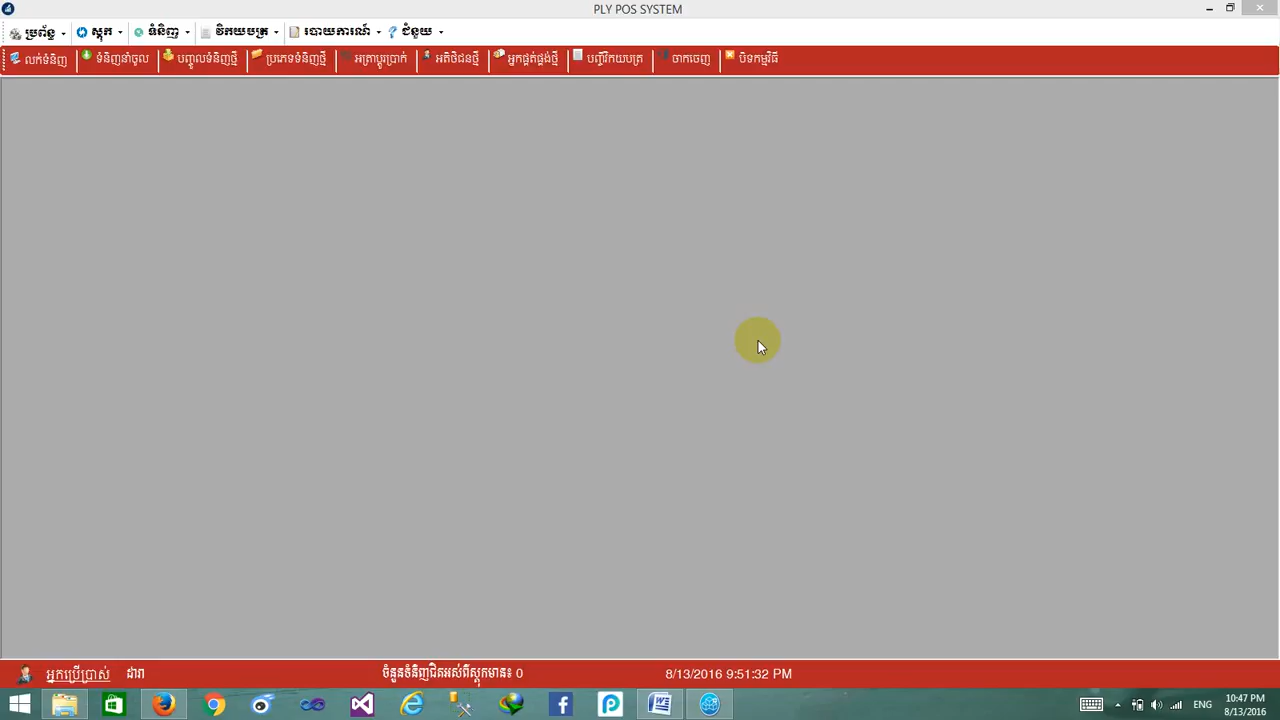 PLY POS SYSTEM
ប្រព័ន្ធ ស្តុក ទំនិញ វិកយបត្រ របាយការណ៍ ជំនួយ
លក់ទំនិញ ទំនិញនាំចូល បញ្ចូលទំនិញថ្មី ប្រភេទទំនិញថ្មី អត្រាប្តូរប្រាក់ អតិថិជនថ្មី អ្នកផ្គត់ផ្គង់ថ្មី បញ្ជីវិកយបត្រ ចាកចេញ បិទកម្មវិធី
អ្នកប្រើប្រាស់ ដារា ចំនួនទំនិញជិតអស់ពីស្តុកមានៈ 0 8/13/2016 9:51:32 PM
ENG 10:47 PM
8/13/2016